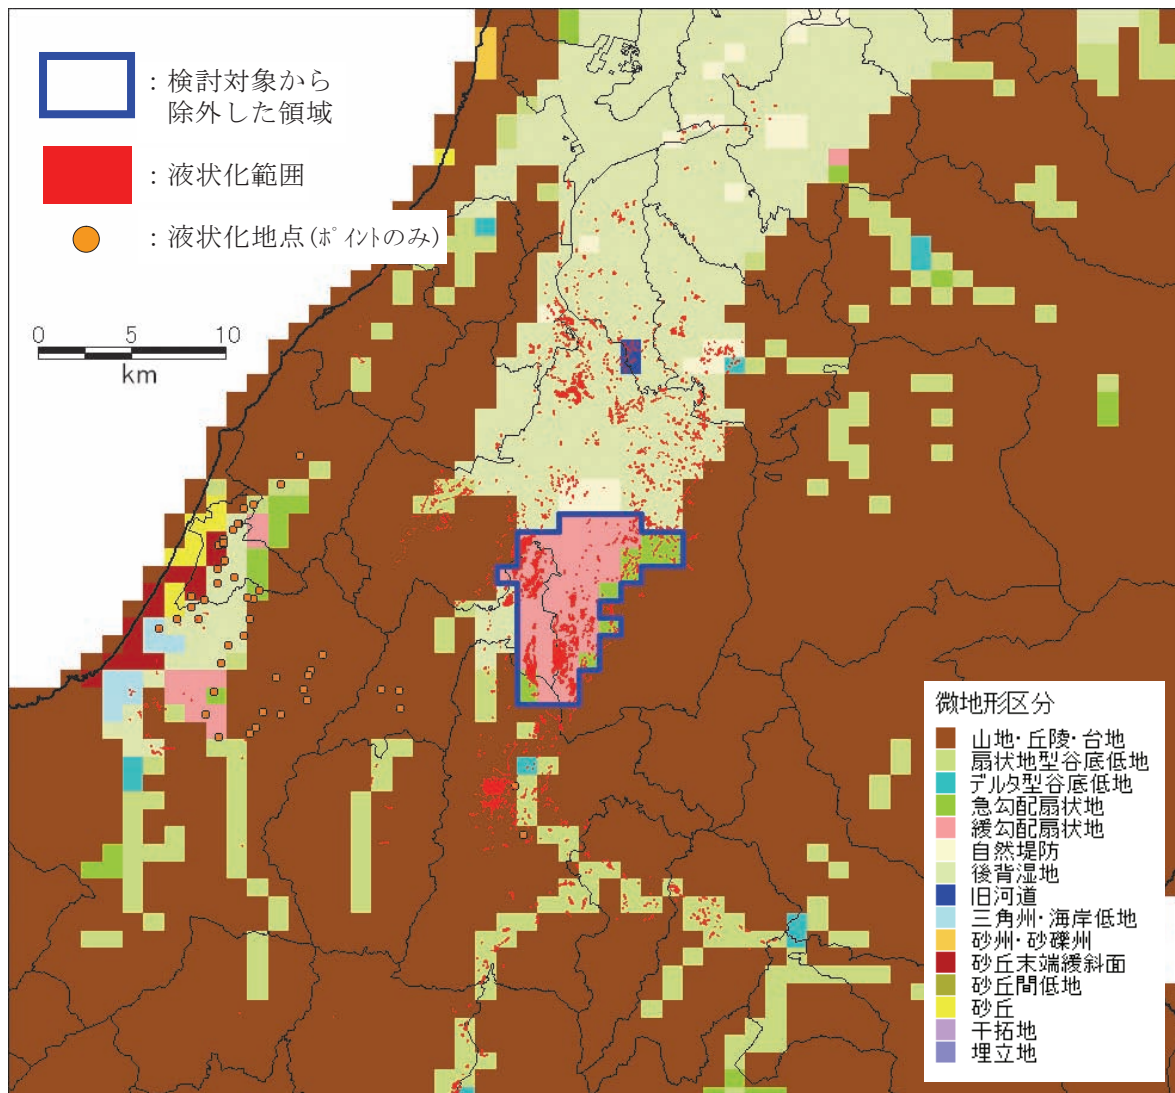 ：検討対象から
除外した領域
：液状化範囲
：液状化地点(ﾎﾟｲﾝﾄのみ)
0 5 10
km
微地形区分
山地・丘陵・台地
扇状地型谷底低地
デルタ型谷底低地
急勾配扇状地
緩勾配扇状地
自然堤防
後背湿地
旧河道
三角州・海岸低地
砂州・砂礫州
砂丘末端緩斜面
砂丘間低地
砂丘
干拓地
埋立地